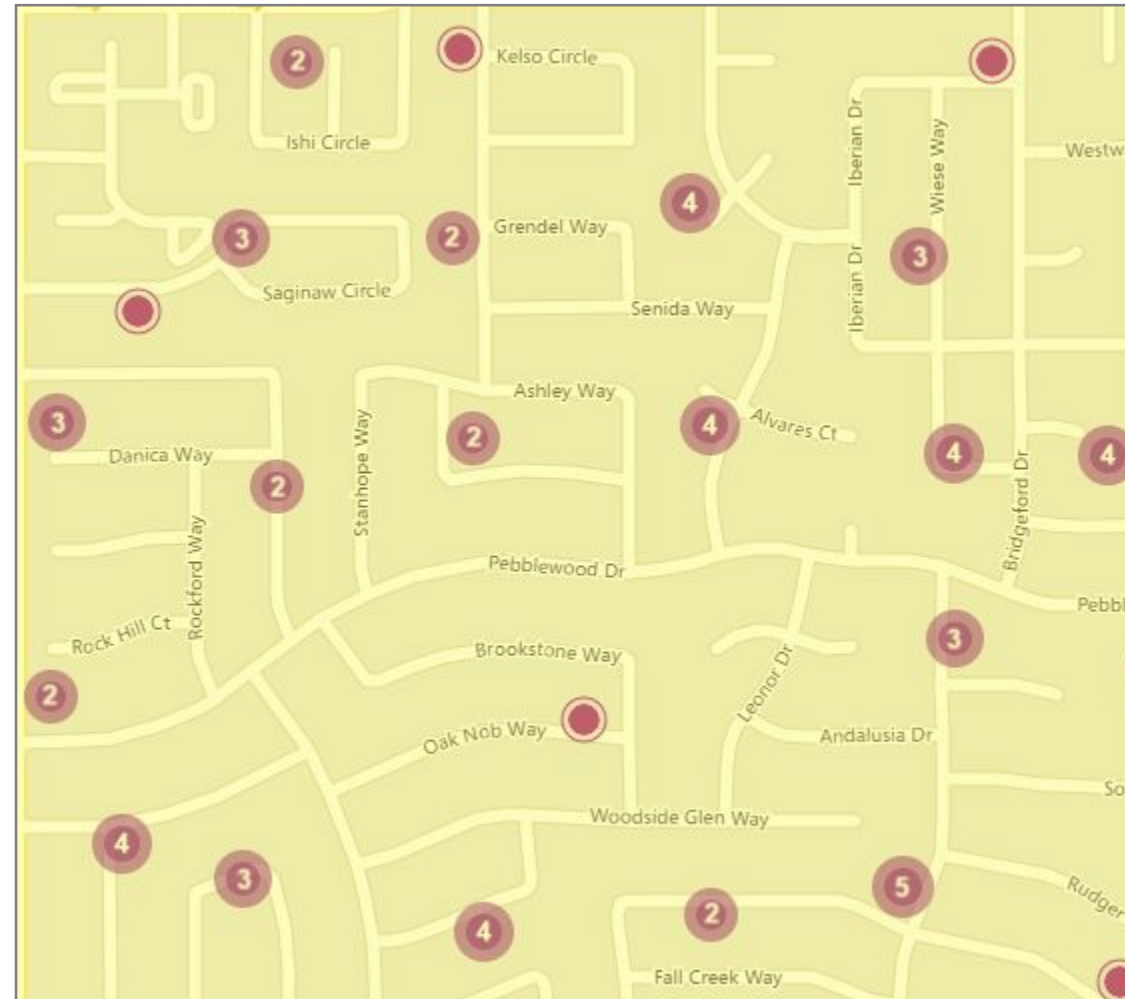 2
Kelso Circle
Ishi Circle
Iberian Dr
Wiese Way
Westw
4
3
2
Grendel Way
3
Saginaw Circle
Senida Way
Iberian Dr
Ashley Way
3
2
4
Alvares Ct
4
4
Danica Way
2
Stanhope Way
Bridgeford Dr
Rockford Way
Pebblewood Dr
Pebbl
Rock Hill Ct
3
Brookstone Way
2
Leonor Dr
Oak Nob Way
Andalusia Dr
So
Woodside Glen Way
4
3
5
Rudger
2
4
Fall Creek Way